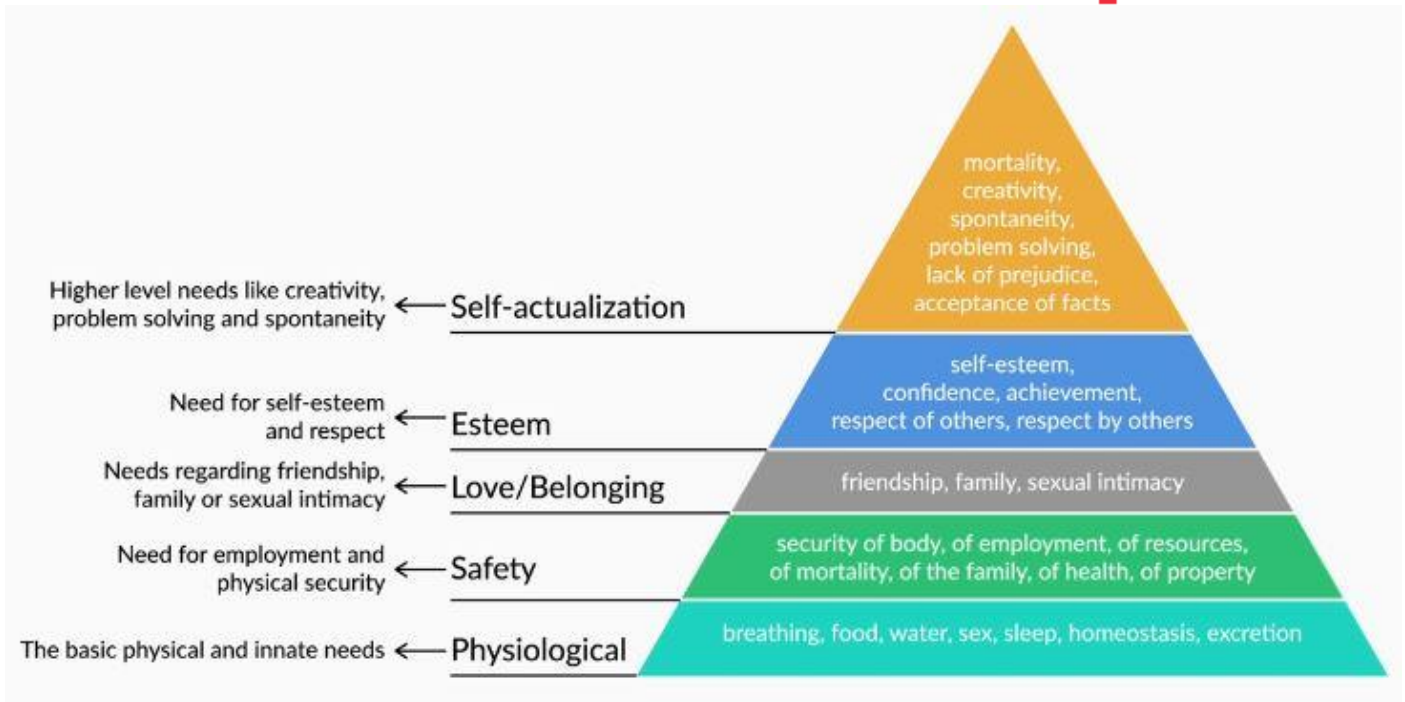 mortality,
creativity,
spontaneity,
problem solving,
lack of prejudice,
acceptance of facts
Higher level needs like creativity,
problem solving and spontaneity
Self-actualization
self-esteem,
confidence, achievement,
respect of others, respect by others
Need for self-esteem
and respect
Esteem
Needs regarding friendship,
family or sexual intimacy
Love/Belonging
friendship, family, sexual intimacy
security of body, of employment, of resources,
of mortality, of the family, of health, of property
Need for employment and
physical security
Safety
breathing, food, water, sex, sleep, homeostasis, excretion
The basic physical and innate needs
Physiological